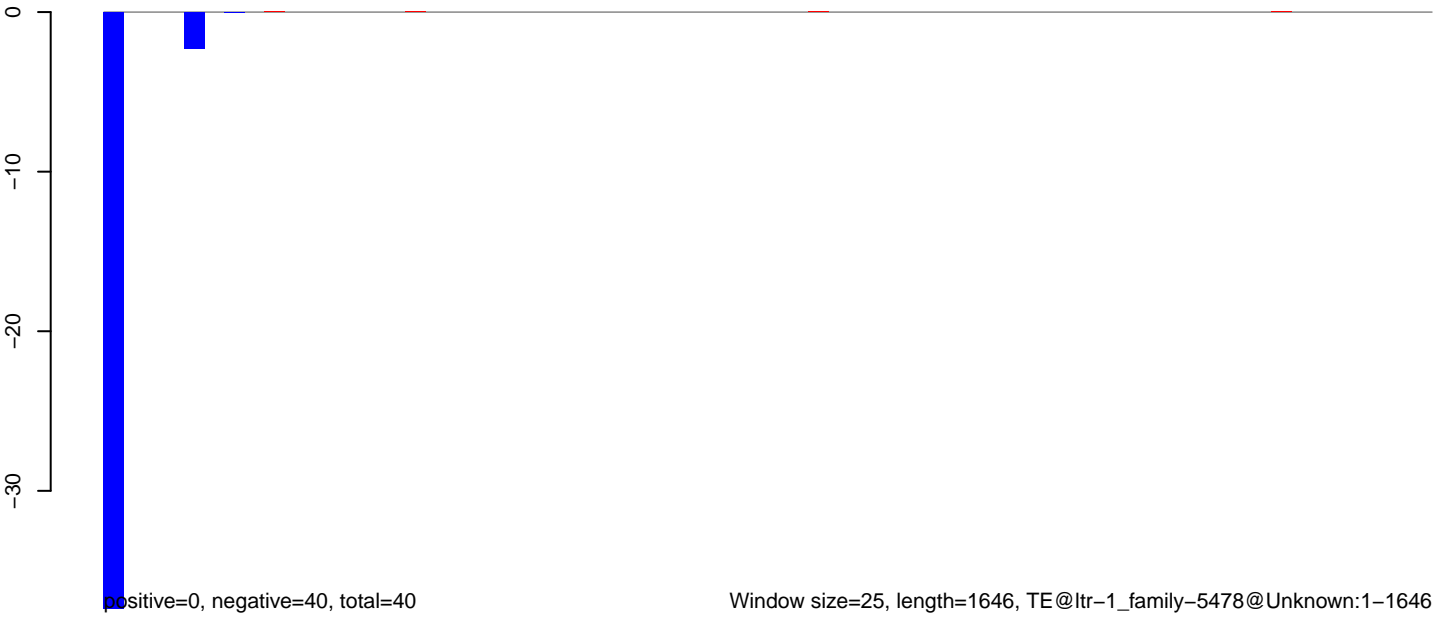 0
−10
−20
−30
positive=0, negative=40, total=40
Window size=25, length=1646, TE@ltr−1_family−5478@Unknown:1−1646